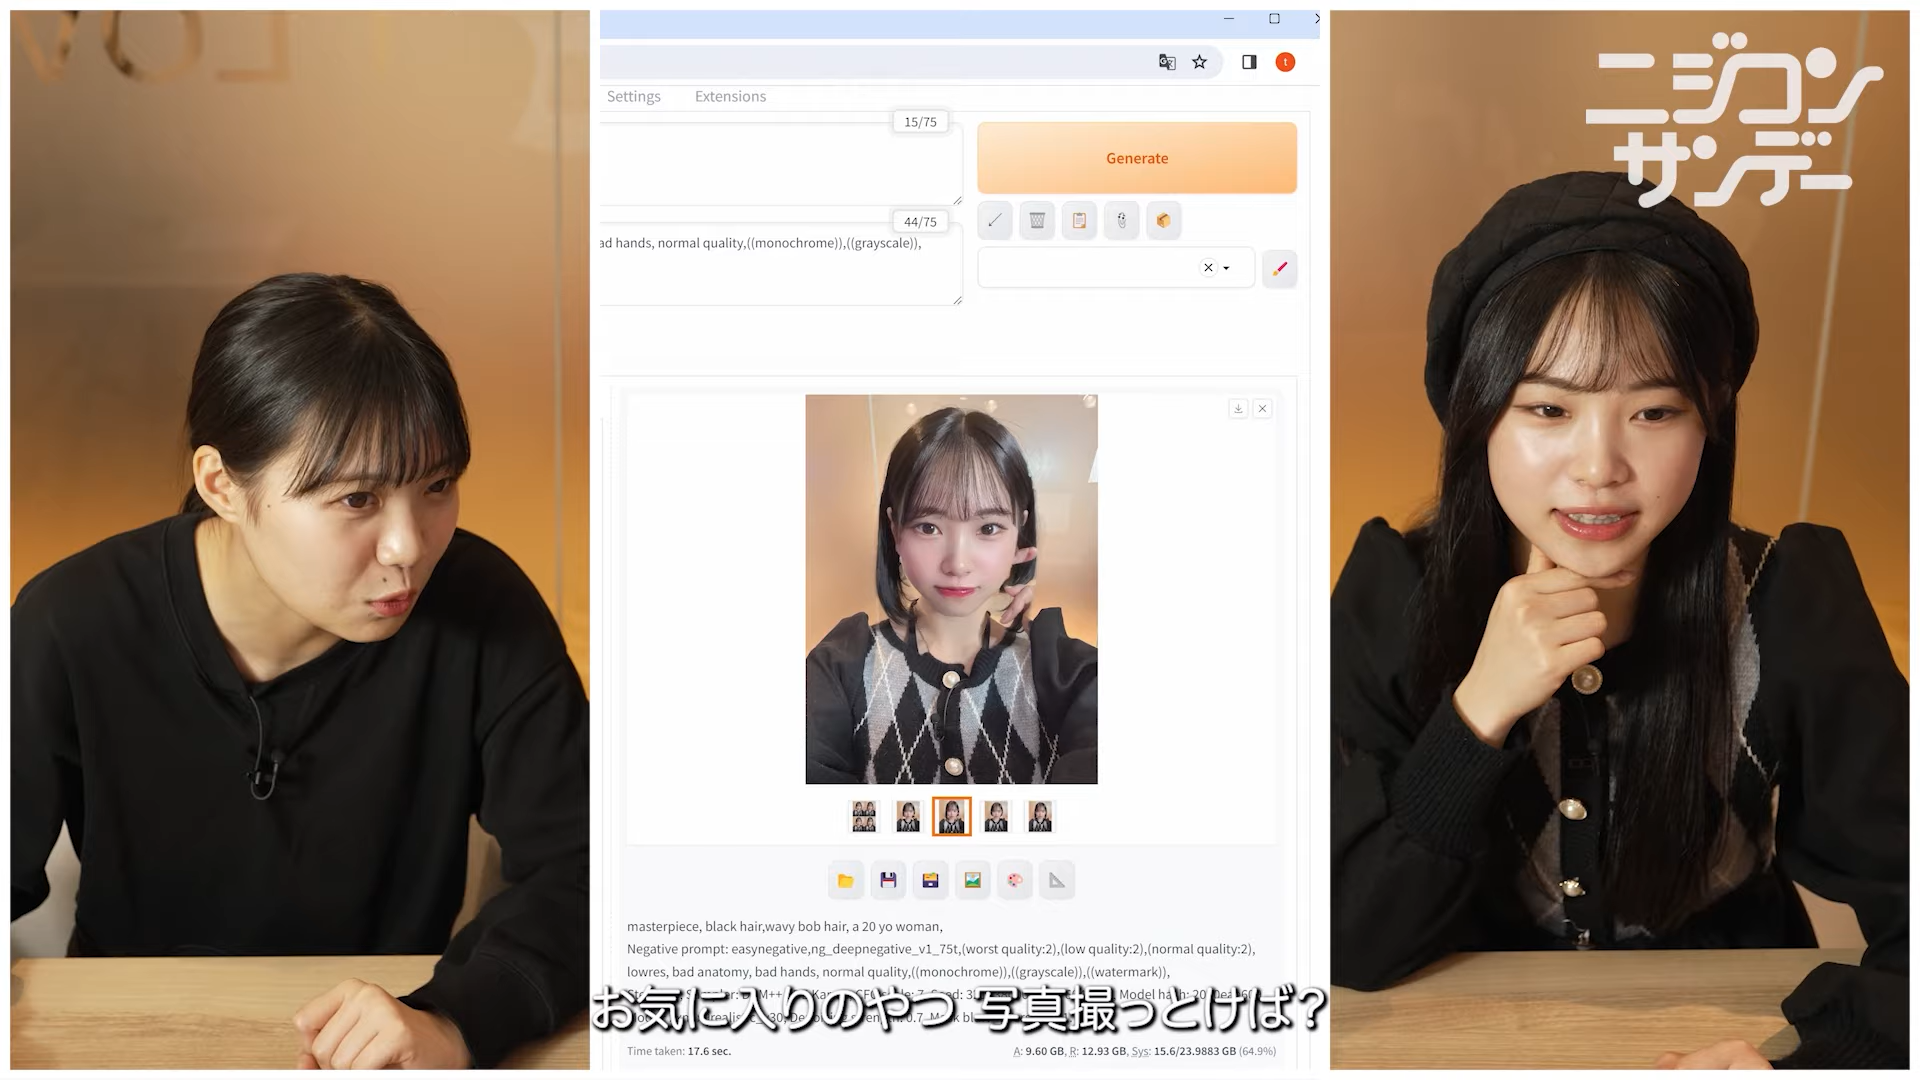 ニジコン
サンデー
t
Settings
Extensions
15/75
Generate
44/75
ad hands, normal quality,((monochrome)),((grayscale)),
masterpiece, black hair,wavy bob hair, a 20 yo woman,
Negative prompt: easynegative,ng_deepnegative_v1_75t,(worst quality:2),(low quality:2),(normal quality:2),
lowres, bad anatomy, bad hands, normal quality,((monochrome)),((grayscale)),((watermark)),
お気に入りのやつ 写真撮っとけば?
Time taken: 17.6 sec.
A: 9.60 GB, R: 12.93 GB, Sys: 15.6/23.9883 GB (64.9%)